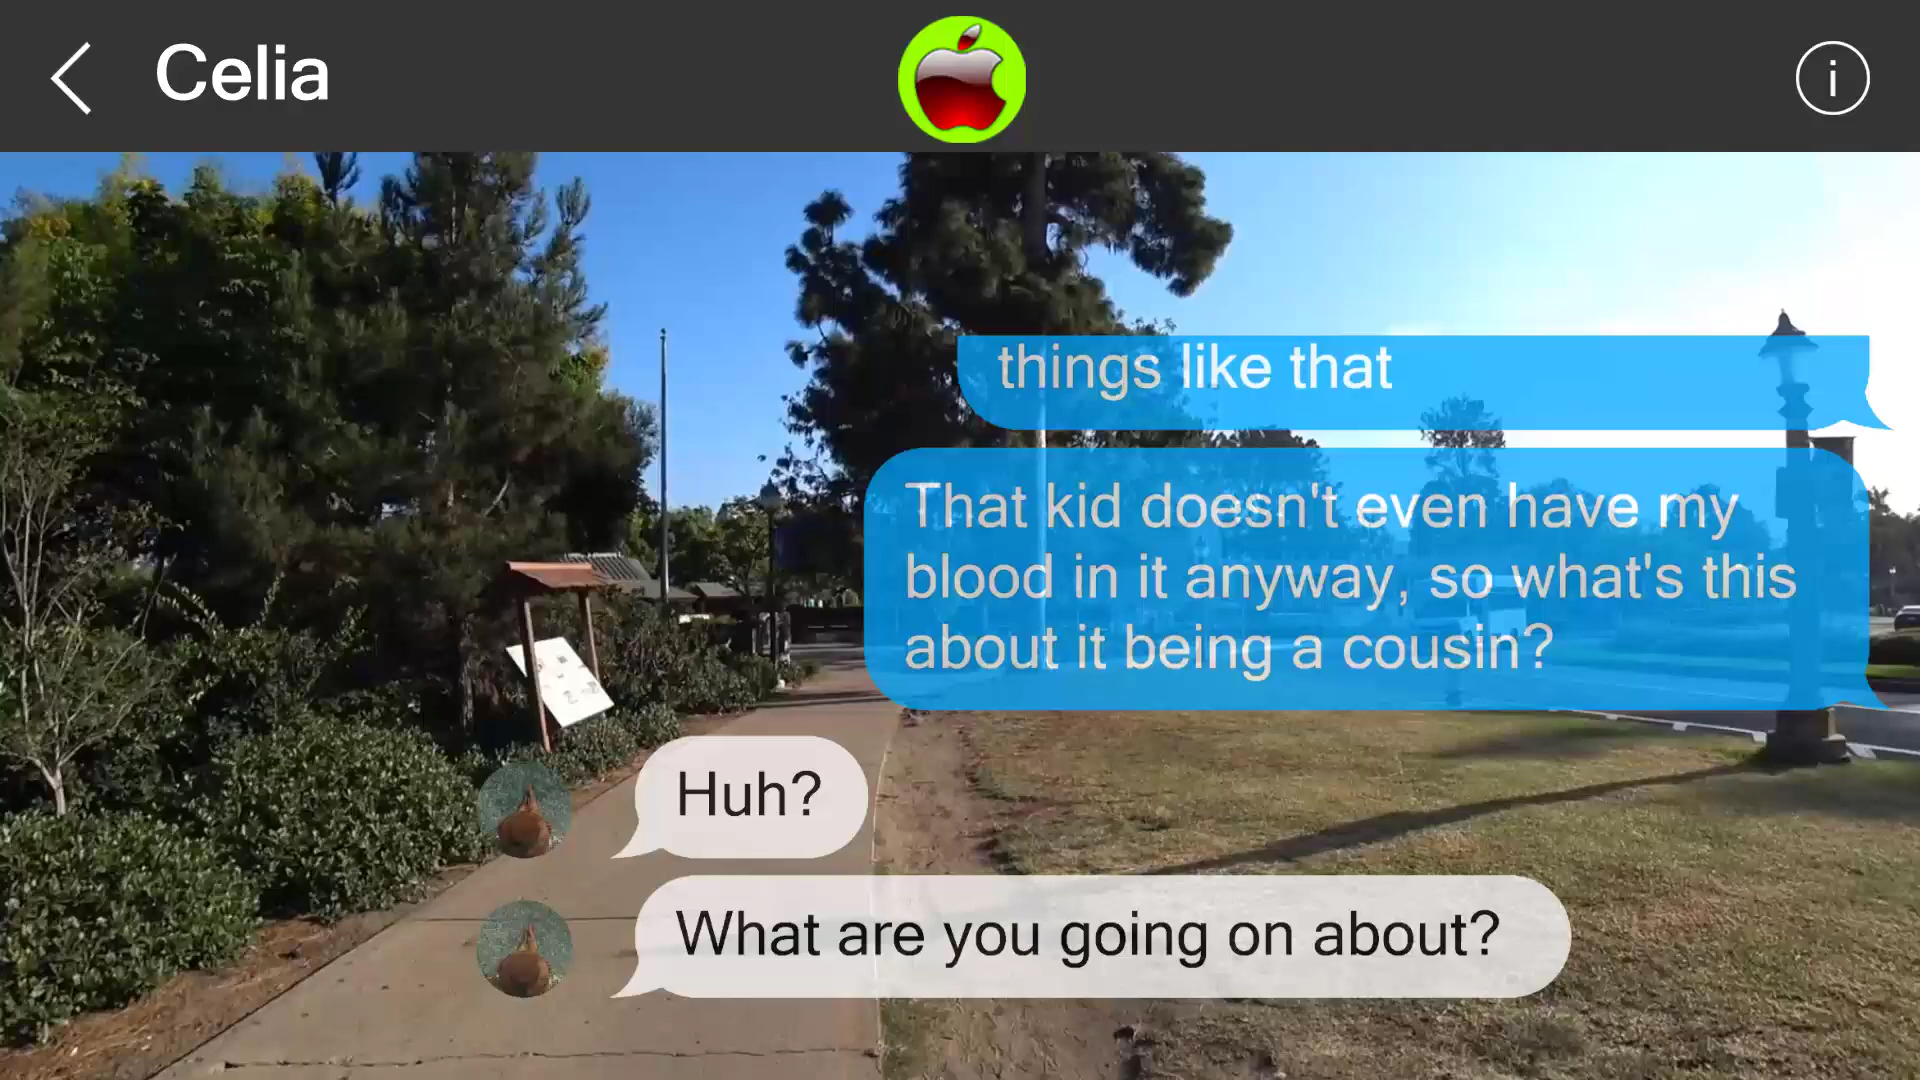 Celia
i
things like that
That kid doesn't even have my
blood in it anyway, so what's this
about it being a cousin?
Huh?
What are you going on about?